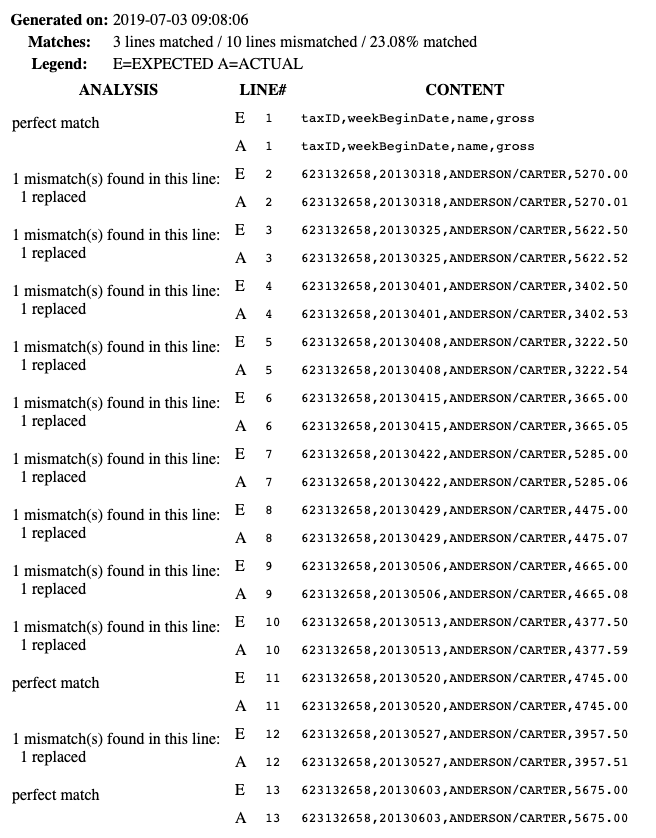 Generated on: 2019-07-03 09:08:06
Matches: 3 lines matched / 10 lines mismatched / 23.08% matched
Legend: E=EXPECTED A=ACTUAL
ANALYSIS LINE# CONTENT
perfect match
E 1 taxID,weekBeginDate,name,gross
A 1 taxID,weekBeginDate,name,gross
1 mismatch(s) found in this line:
1 replaced
E 2 623132658,20130318,ANDERSON/CARTER,5270.00
A 2 623132658,20130318,ANDERSON/CARTER,5270.01
1 mismatch(s) found in this line:
1 replaced
E 3 623132658,20130325,ANDERSON/CARTER,5622.50
A 3 623132658,20130325,ANDERSON/CARTER,5622.52
1 mismatch(s) found in this line:
1 replaced
E 4 623132658,20130401,ANDERSON/CARTER,3402.50
A 4 623132658,20130401,ANDERSON/CARTER,3402.53
1 mismatch(s) found in this line:
1 replaced
E 5 623132658,20130408,ANDERSON/CARTER,3222.50
A 5 623132658,20130408,ANDERSON/CARTER,3222.54
1 mismatch(s) found in this line:
1 replaced
E 6 623132658,20130415,ANDERSON/CARTER,3665.00
A 6 623132658,20130415,ANDERSON/CARTER,3665.05
1 mismatch(s) found in this line:
1 replaced
E 7 623132658,20130422,ANDERSON/CARTER,5285.00
A 7 623132658,20130422,ANDERSON/CARTER,5285.06
1 mismatch(s) found in this line:
1 replaced
E 8 623132658,20130429,ANDERSON/CARTER,4475.00
A 8 623132658,20130429,ANDERSON/CARTER,4475.07
1 mismatch(s) found in this line:
1 replaced
E 9 623132658,20130506,ANDERSON/CARTER,4665.00
A 9 623132658,20130506,ANDERSON/CARTER,4665.08
1 mismatch(s) found in this line:
1 replaced
E 10 623132658,20130513,ANDERSON/CARTER,4377.50
A 10 623132658,20130513,ANDERSON/CARTER,4377.59
perfect match
E 11 623132658,20130520,ANDERSON/CARTER,4745.00
A 11 623132658,20130520,ANDERSON/CARTER,4745.00
1 mismatch(s) found in this line:
1 replaced
E 12 623132658,20130527,ANDERSON/CARTER,3957.50
A 12 623132658,20130527,ANDERSON/CARTER,3957.51
perfect match
E 13 623132658,20130603,ANDERSON/CARTER,5675.00
A 13 623132658,20130603,ANDERSON/CARTER,5675.00